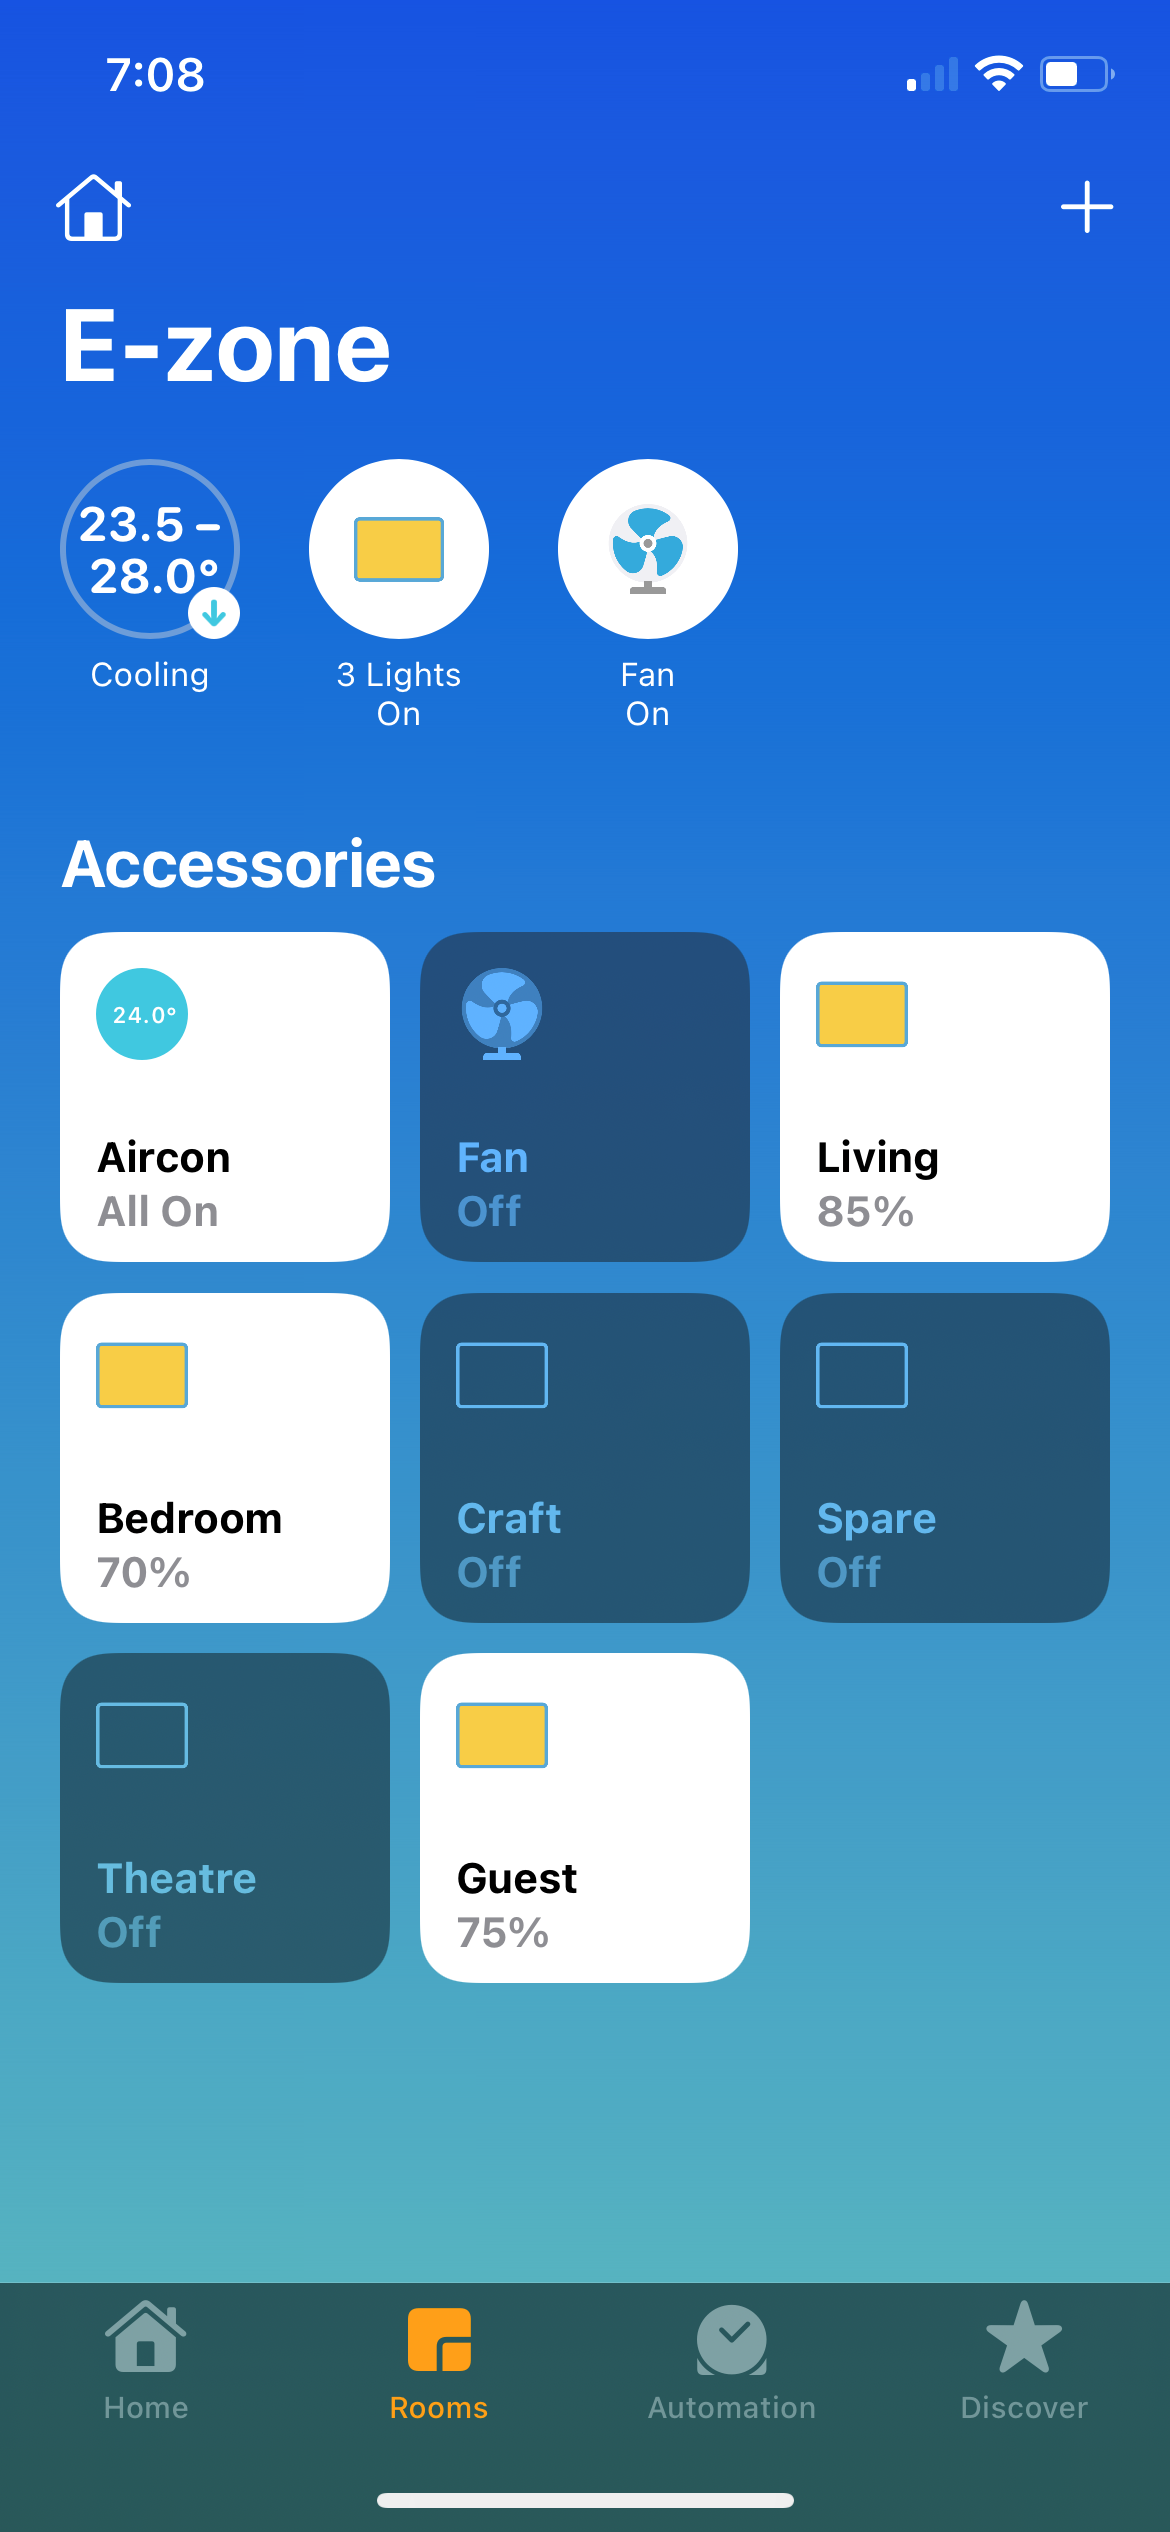 7:08
E-zone
23.5 –
28.0°
Cooling
3 Lights
On
Fan
On
Accessories
24.0°
Aircon
All On
Fan
Off
Living
85%
Bedroom
70%
Craft
Off
Spare
Off
Theatre
Off
Guest
75%
Home
Rooms
Automation
Discover